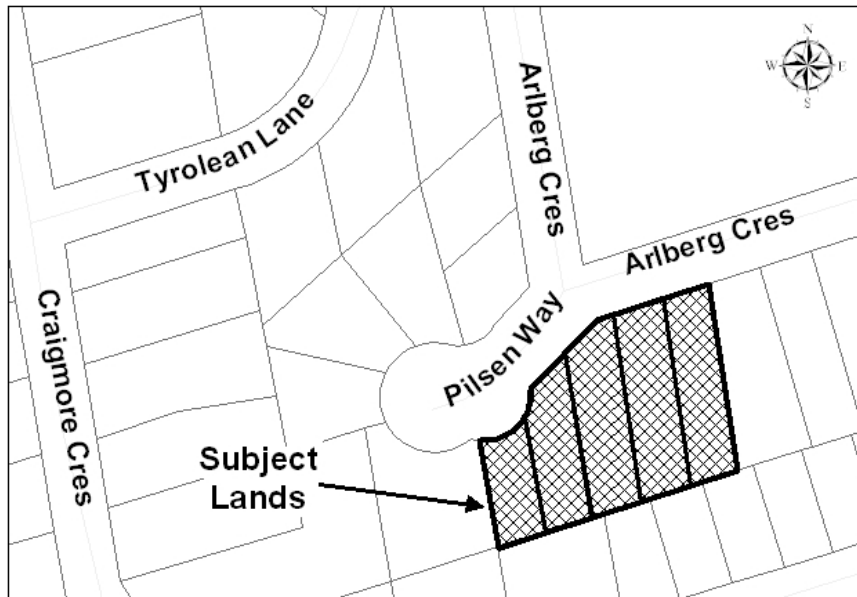 N
W E
S
Tyrolean Lane
Arlberg Cres
Arlberg Cres
Craigmore Cres
Pilsen Way
Subject
Lands